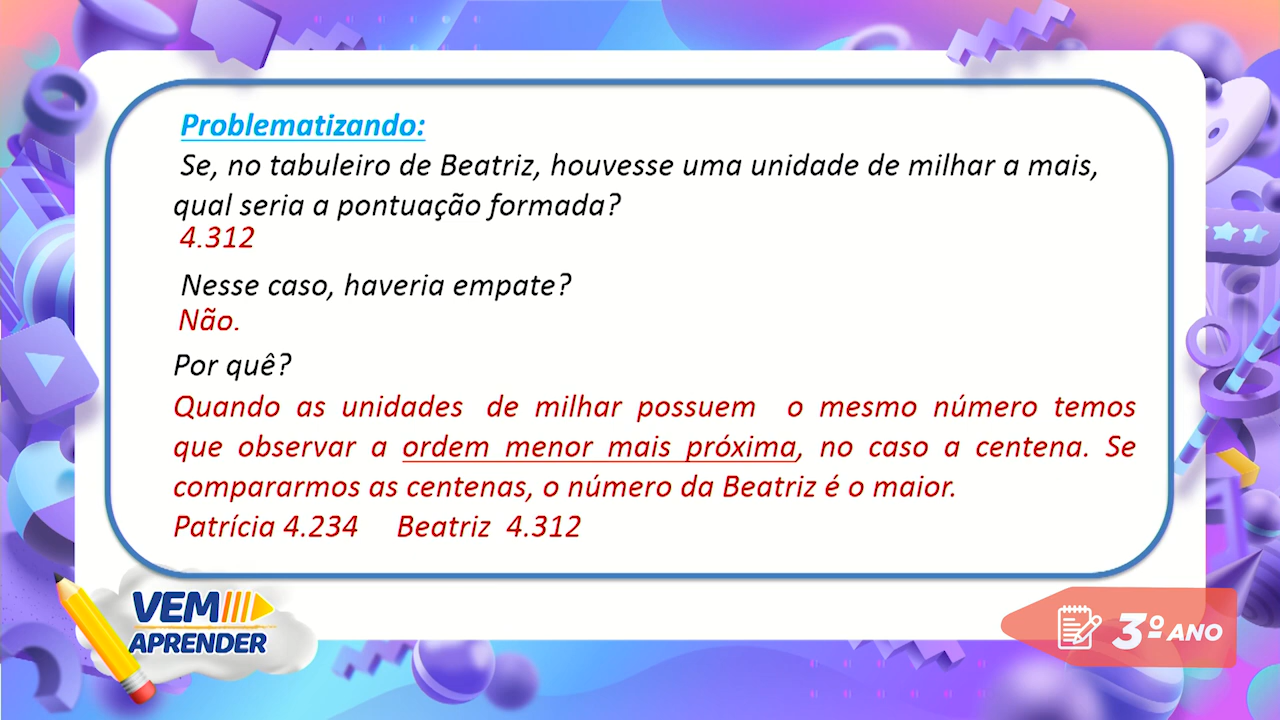 Problematizando:
Se, no tabuleiro de Beatriz, houvesse uma unidade de milhar a mais,
qual seria a pontuação formada?
4.312
Nesse caso, haveria empate?
Não.
Por quê?
Quando as unidades de milhar possuem o mesmo número temos
que observar a ordem menor mais próxima, no caso a centena. Se
compararmos as centenas, o número da Beatriz é o maior.
Patrícia 4.234 Beatriz 4.312
VEM
APRENDER
3º ANO